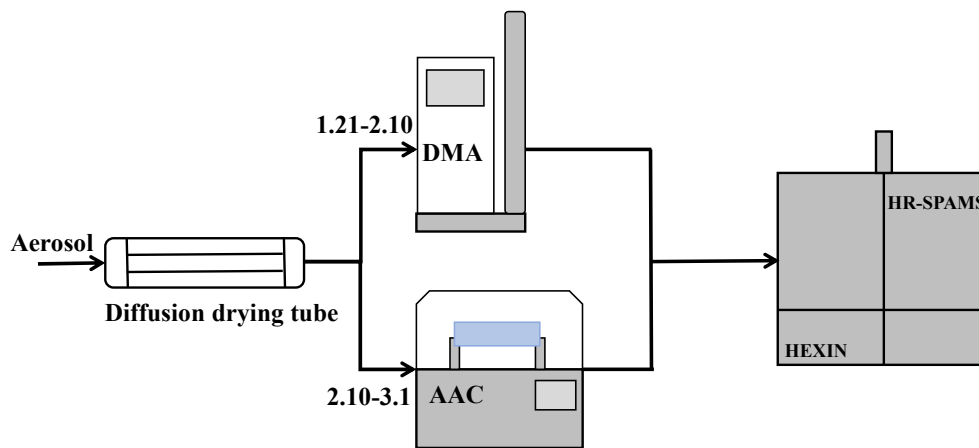 1.21-2.10
DMA
HR-SPAMS
Aerosol
Diffusion drying tube
HEXIN
2.10-3.1
AAC